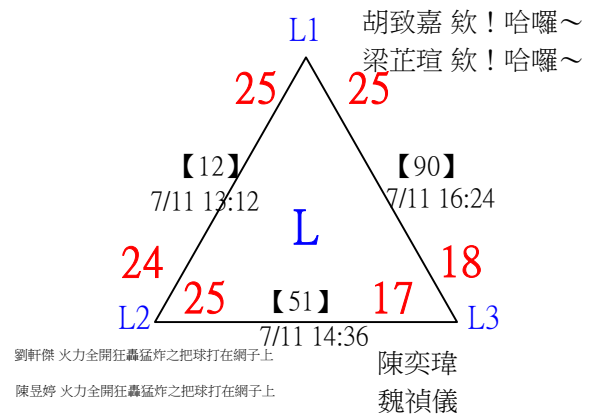 L1
胡致嘉 欸！哈囉～
梁芷瑄 欸！哈囉～
25
25
【12】
7/11 13:12
【90】
7/11 16:24
L
24
18
25
【51】
17
L2
L3
7/11 14:36
劉軒傑 火力全開狂轟猛炸之把球打在網子上
陳昱婷 火力全開狂轟猛炸之把球打在網子上
陳奕瑋
魏禎儀